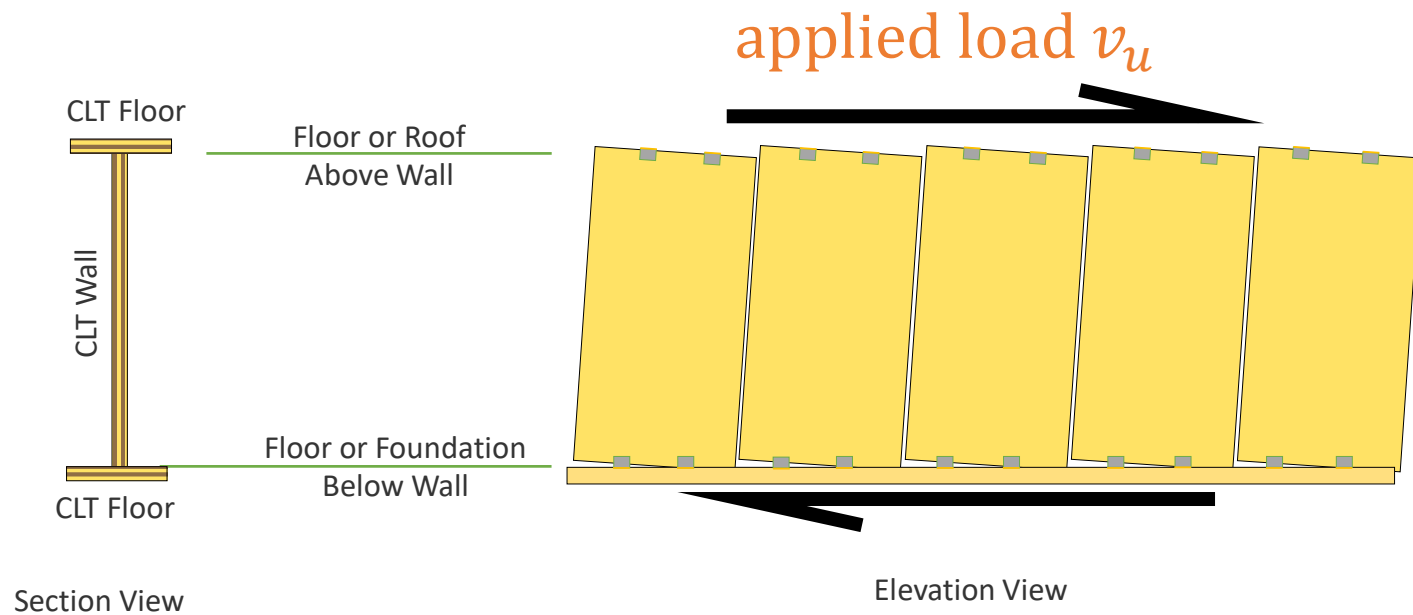 applied load v_u
CLT Floor
Floor or Roof
Above Wall
CLT Wall
Floor or Foundation
Below Wall
CLT Floor
Section View
Elevation View